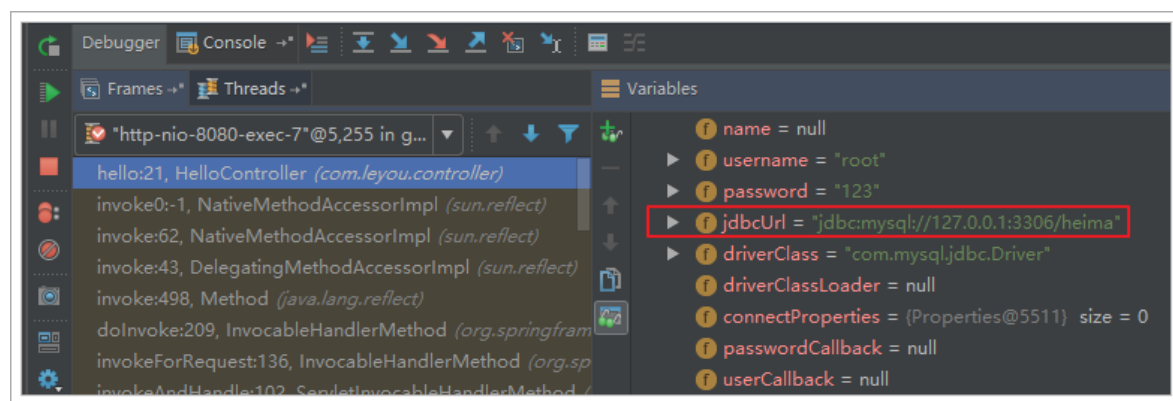 Debugger Console
Frames Threads
Variables
"http-nio-8080-exec-7"@5,255 in g...
hello:21, HelloController (com.leyou.controller)
invoke0:-1, NativeMethodAccessorImpl (sun.reflect)
invoke:62, NativeMethodAccessorImpl (sun.reflect)
invoke:43, DelegatingMethodAccessorImpl (sun.reflect)
invoke:498, Method (java.lang.reflect)
doInvoke:209, InvocableHandlerMethod (org.springfram
invokeForRequest:136, InvocableHandlerMethod (org.sp
invokeAndHandle:102, ServletInvocableHandlerMethod (
name = null
username = "root"
password = "123"
jdbcUrl = "jdbc:mysql://127.0.0.1:3306/heima"
driverClass = "com.mysql.jdbc.Driver"
driverClassLoader = null
connectProperties = {Properties@5511} size = 0
passwordCallback = null
userCallback = null